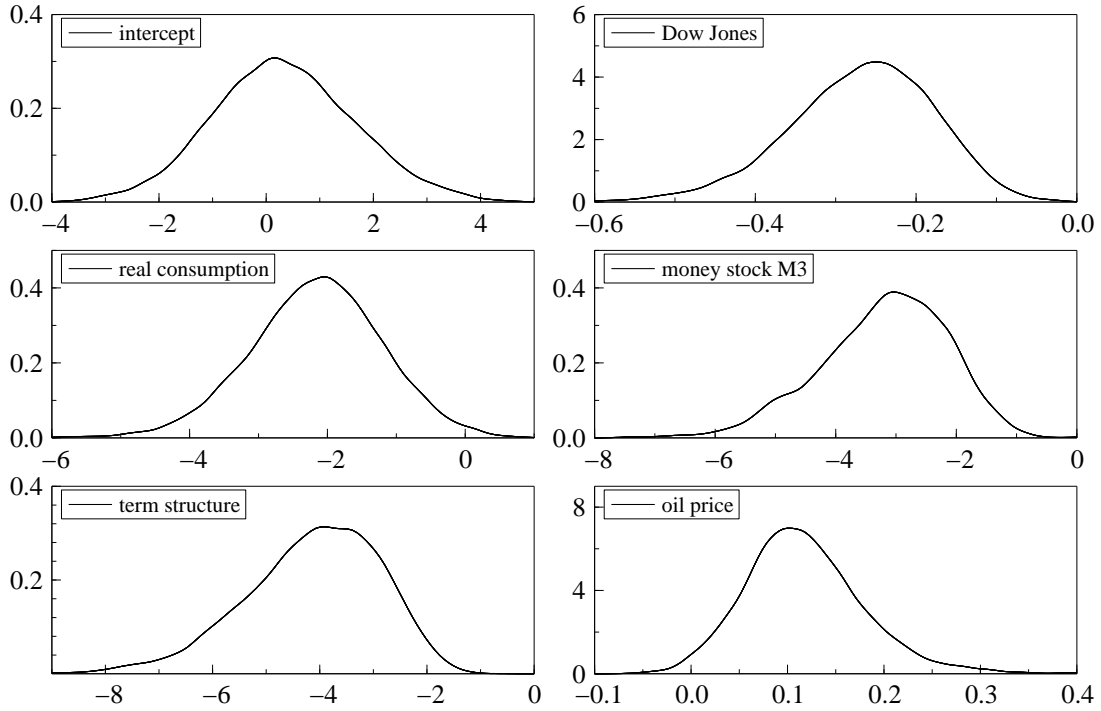 0.4
intercept
0.2
0.0
−4 −2 0 2 4
6
Dow Jones
4
2
0
−0.6 −0.4 −0.2 0.0
real consumption
0.4
0.2
0.0
−6 −4 −2 0
money stock M3
0.4
0.2
0.0
−8 −6 −4 −2 0
0.4
term structure
0.2
−8 −6 −4 −2 0
8
oil price
4
0
−0.1 0.0 0.1 0.2 0.3 0.4